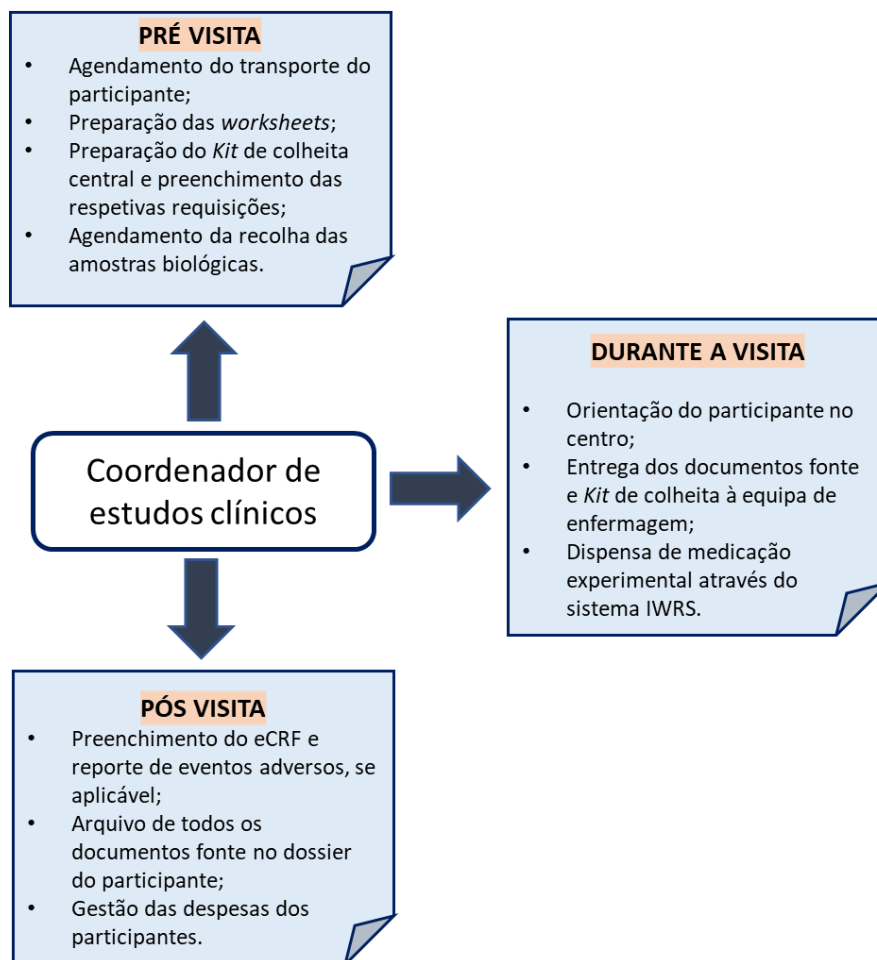 PRÉ VISITA
• Agendamento do transporte do
participante;
• Preparação das worksheets;
• Preparação do Kit de colheita
central e preenchimento das
respetivas requisições;
• Agendamento da recolha das
amostras biológicas.
Coordenador de
estudos clínicos
DURANTE A VISITA
• Orientação do participante no
centro;
• Entrega dos documentos fonte
e Kit de colheita à equipa de
enfermagem;
• Dispensa de medicação
experimental através do
sistema IWRS.
PÓS VISITA
• Preenchimento do eCRF e
reporte de eventos adversos, se
aplicável;
• Arquivo de todos os
documentos fonte no dossier
do participante;
• Gestão das despesas dos
participantes.